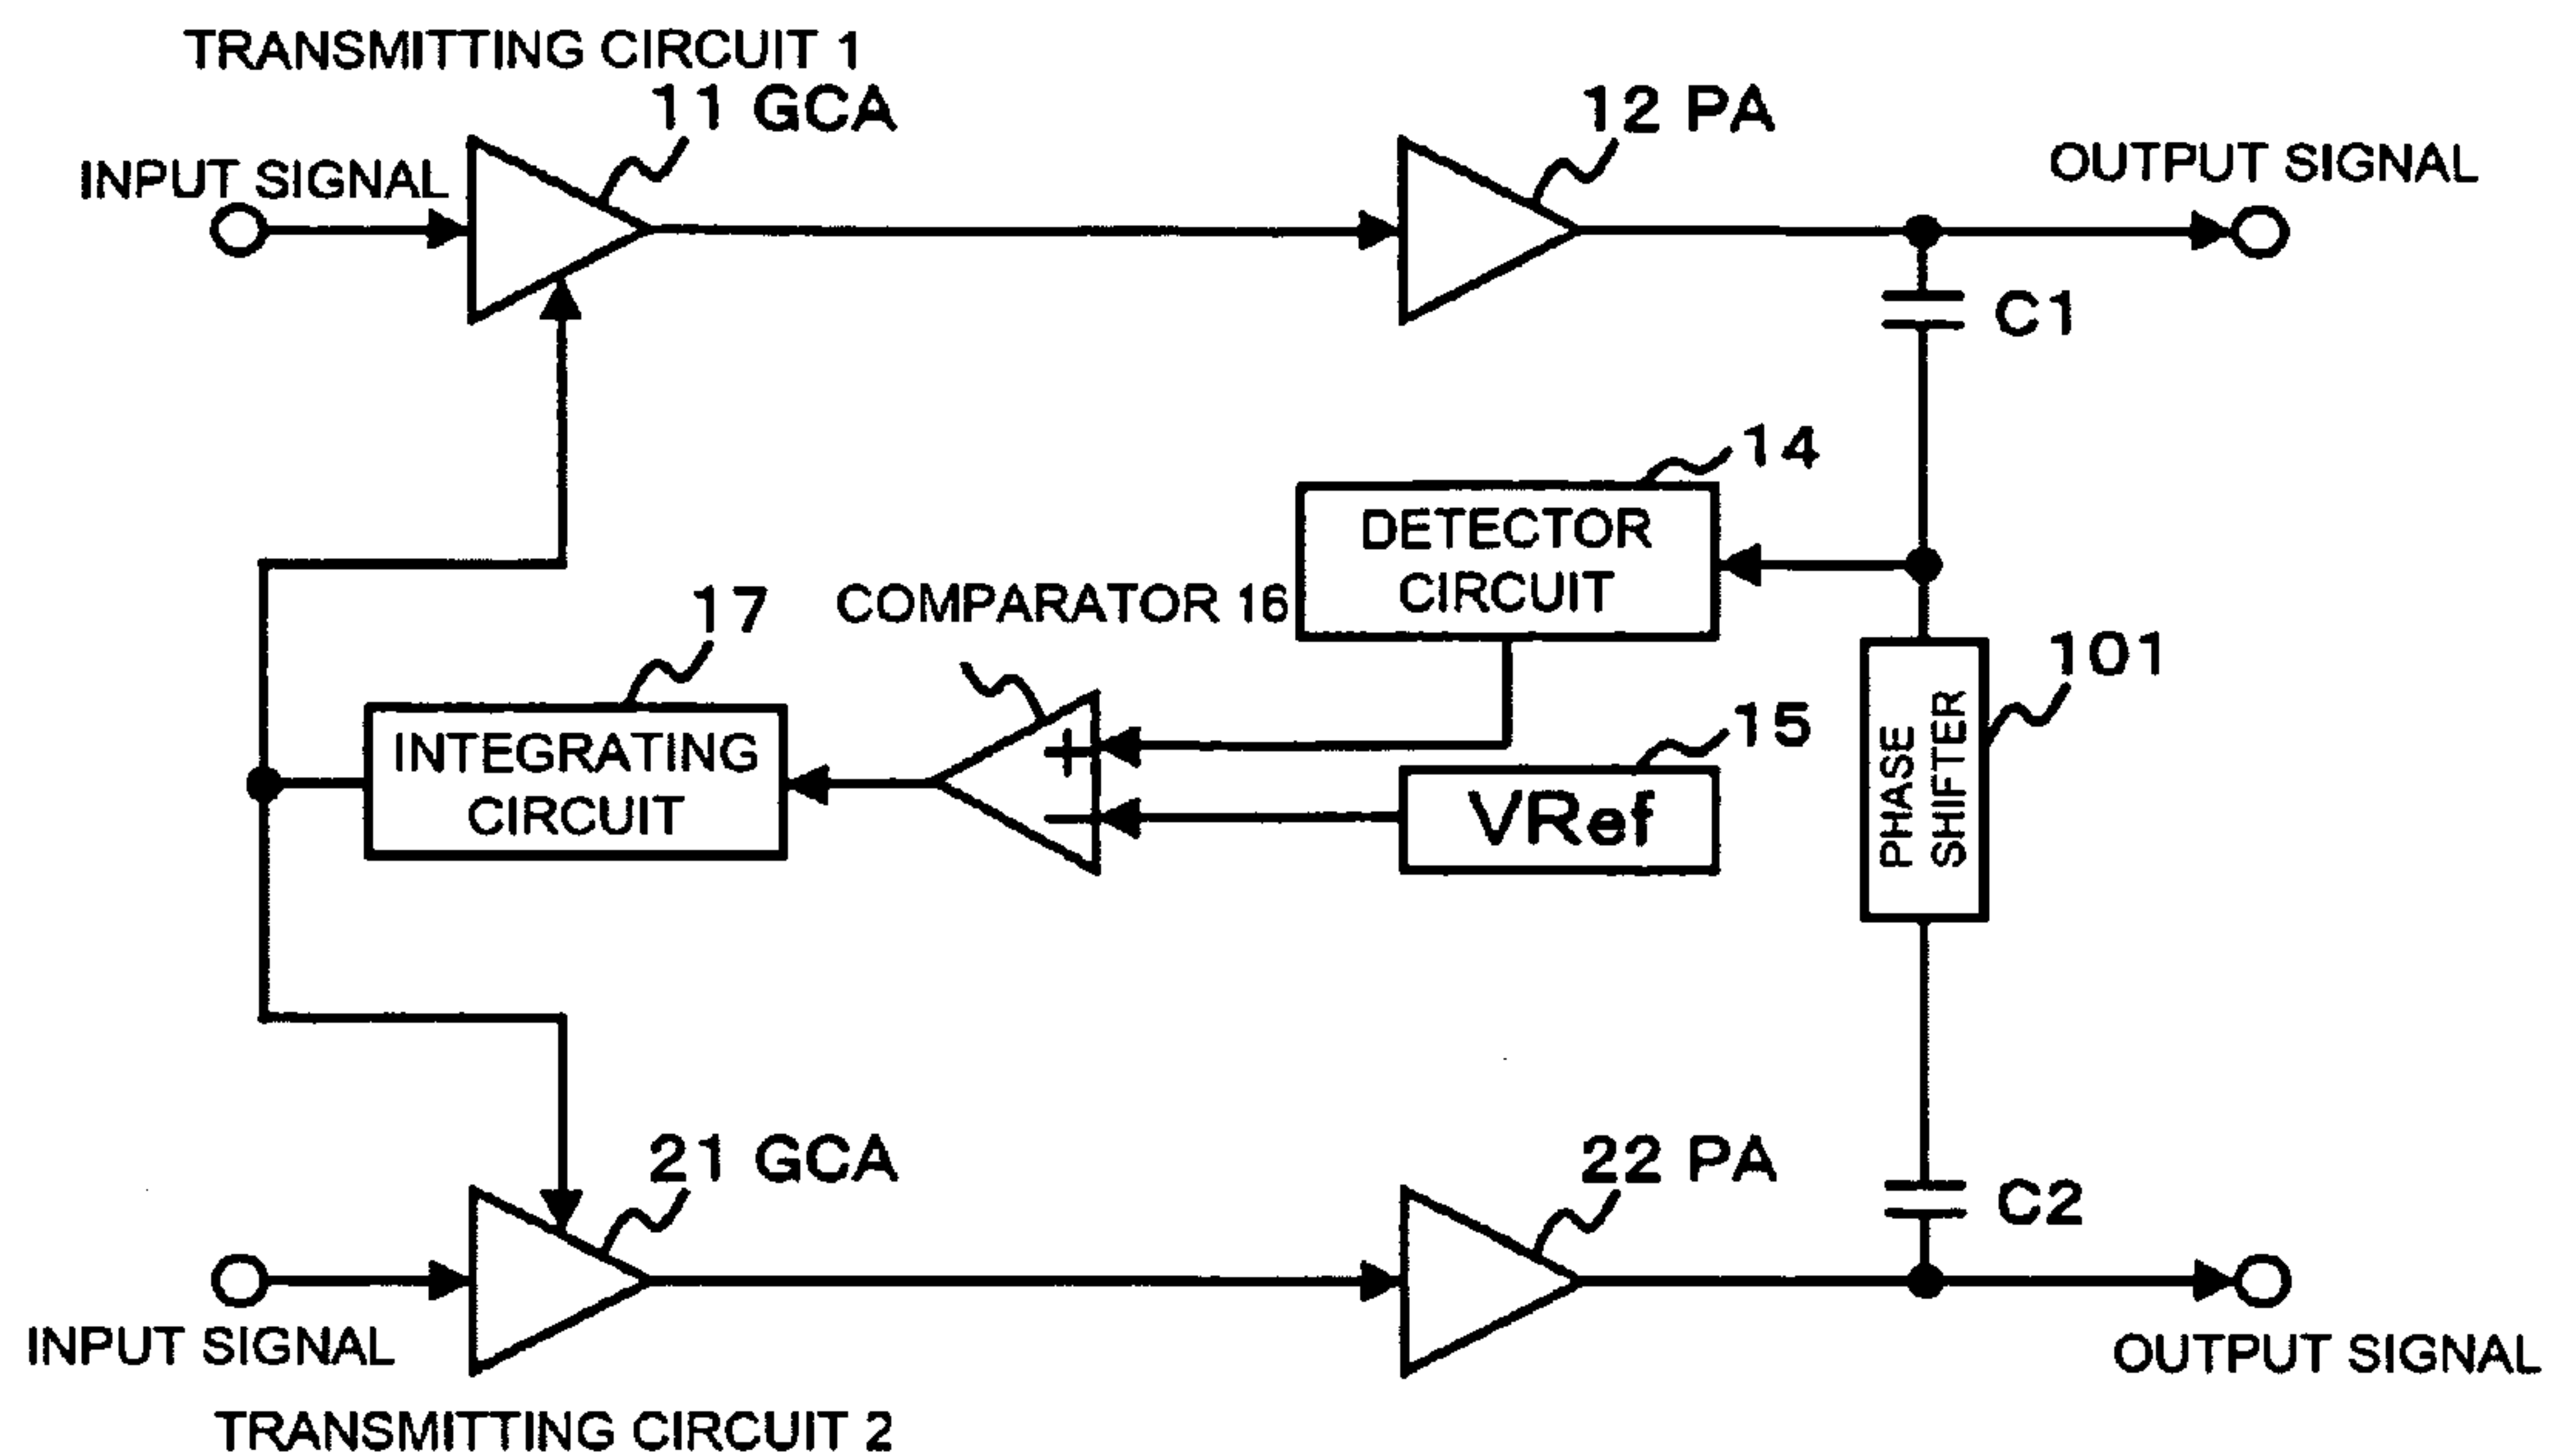 TRANSMITTING CIRCUIT 1
11 GCA
12 PA
INPUT SIGNAL
OUTPUT SIGNAL
C1
14
DETECTOR
CIRCUIT
COMPARATOR 16
17
101
15
INTEGRATING
CIRCUIT
+
−
VRef
PHASE
SHIFTER
21 GCA
22 PA
C2
INPUT SIGNAL
OUTPUT SIGNAL
TRANSMITTING CIRCUIT 2